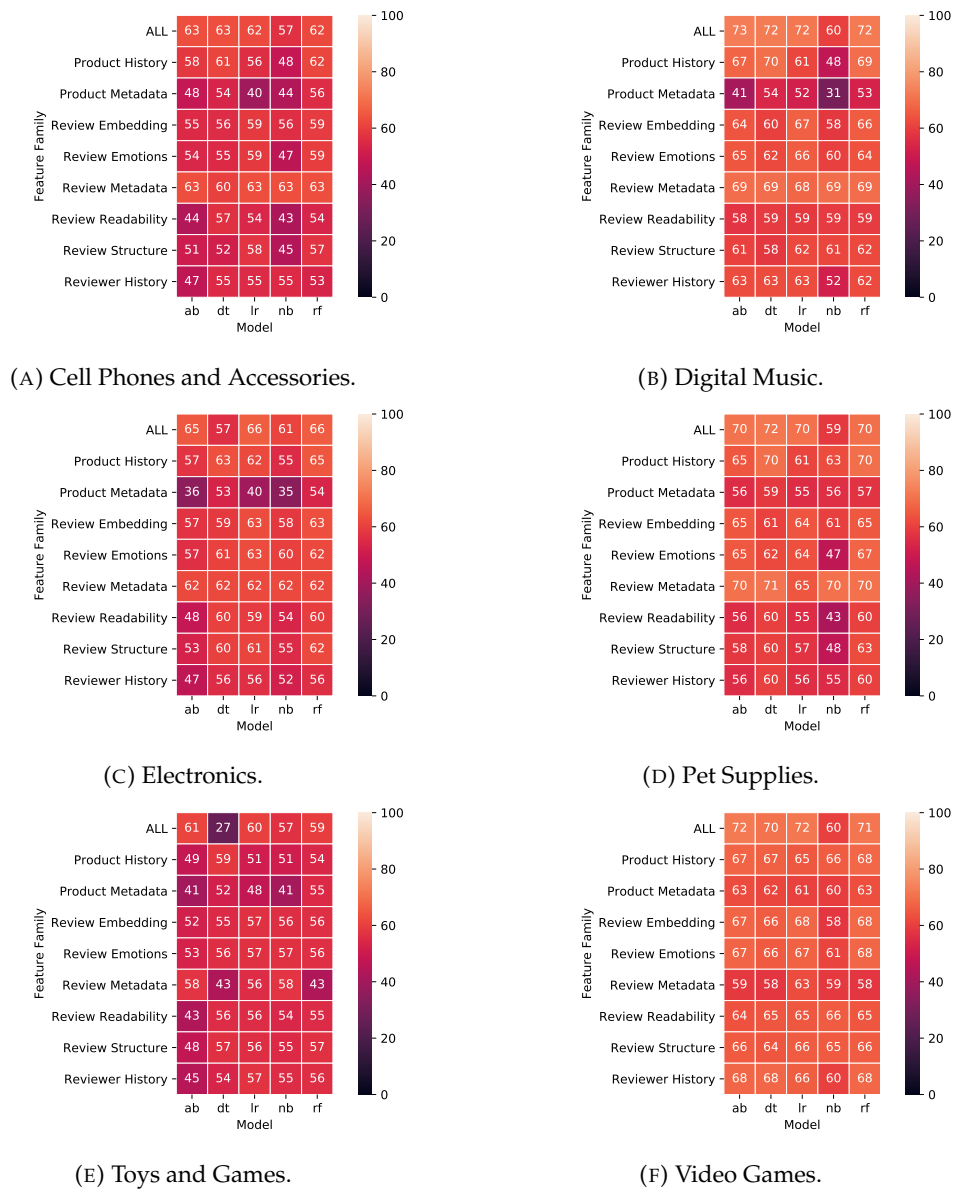 ALL 63 63 62 57 62 100
Product History 58 61 56 48 62 80
Product Metadata 48 54 40 44 56
Review Embedding 55 56 59 56 59 60
Review Emotions 54 55 59 47 59
Review Metadata 63 60 63 63 63 40
Review Readability 44 57 54 43 54
Review Structure 51 52 58 45 57 20
Reviewer History 47 55 55 55 53 0
Feature Family
ab dt lr nb rf
Model
(A) Cell Phones and Accessories.
ALL 73 72 72 60 72 100
Product History 67 70 61 48 69 80
Product Metadata 41 54 52 31 53
Review Embedding 64 60 67 58 66 60
Review Emotions 65 62 66 60 64
Review Metadata 69 69 68 69 69 40
Review Readability 58 59 59 59 59
Review Structure 61 58 62 61 62 20
Reviewer History 63 63 63 52 62 0
Feature Family
ab dt lr nb rf
Model
(B) Digital Music.
ALL 65 57 66 61 66 100
Product History 57 63 62 55 65 80
Product Metadata 36 53 40 35 54
Review Embedding 57 59 63 58 63 60
Review Emotions 57 61 63 60 62
Review Metadata 62 62 62 62 62 40
Review Readability 48 60 59 54 60
Review Structure 53 60 61 55 62 20
Reviewer History 47 56 56 52 56 0
Feature Family
ab dt lr nb rf
Model
(C) Electronics.
ALL 70 72 70 59 70 100
Product History 65 70 61 63 70 80
Product Metadata 56 59 55 56 57
Review Embedding 65 61 64 61 65 60
Review Emotions 65 62 64 47 67
Review Metadata 70 71 65 70 70 40
Review Readability 56 60 55 43 60
Review Structure 58 60 57 48 63 20
Reviewer History 56 60 56 55 60 0
Feature Family
ab dt lr nb rf
Model
(D) Pet Supplies.
ALL 61 27 60 57 59 100
Product History 49 59 51 51 54 80
Product Metadata 41 52 48 41 55
Review Embedding 52 55 57 56 56 60
Review Emotions 53 56 57 57 56
Review Metadata 58 43 56 58 43 40
Review Readability 43 56 56 54 55
Review Structure 48 57 56 55 57 20
Reviewer History 45 54 57 55 56 0
Feature Family
ab dt lr nb rf
Model
(E) Toys and Games.
ALL 72 70 72 60 71 100
Product History 67 67 65 66 68 80
Product Metadata 63 62 61 60 63
Review Embedding 67 66 68 58 68 60
Review Emotions 67 66 67 61 68
Review Metadata 59 58 63 59 58 40
Review Readability 64 65 65 66 65
Review Structure 66 64 66 65 66 20
Reviewer History 68 68 66 60 68 0
Feature Family
ab dt lr nb rf
Model
(F) Video Games.